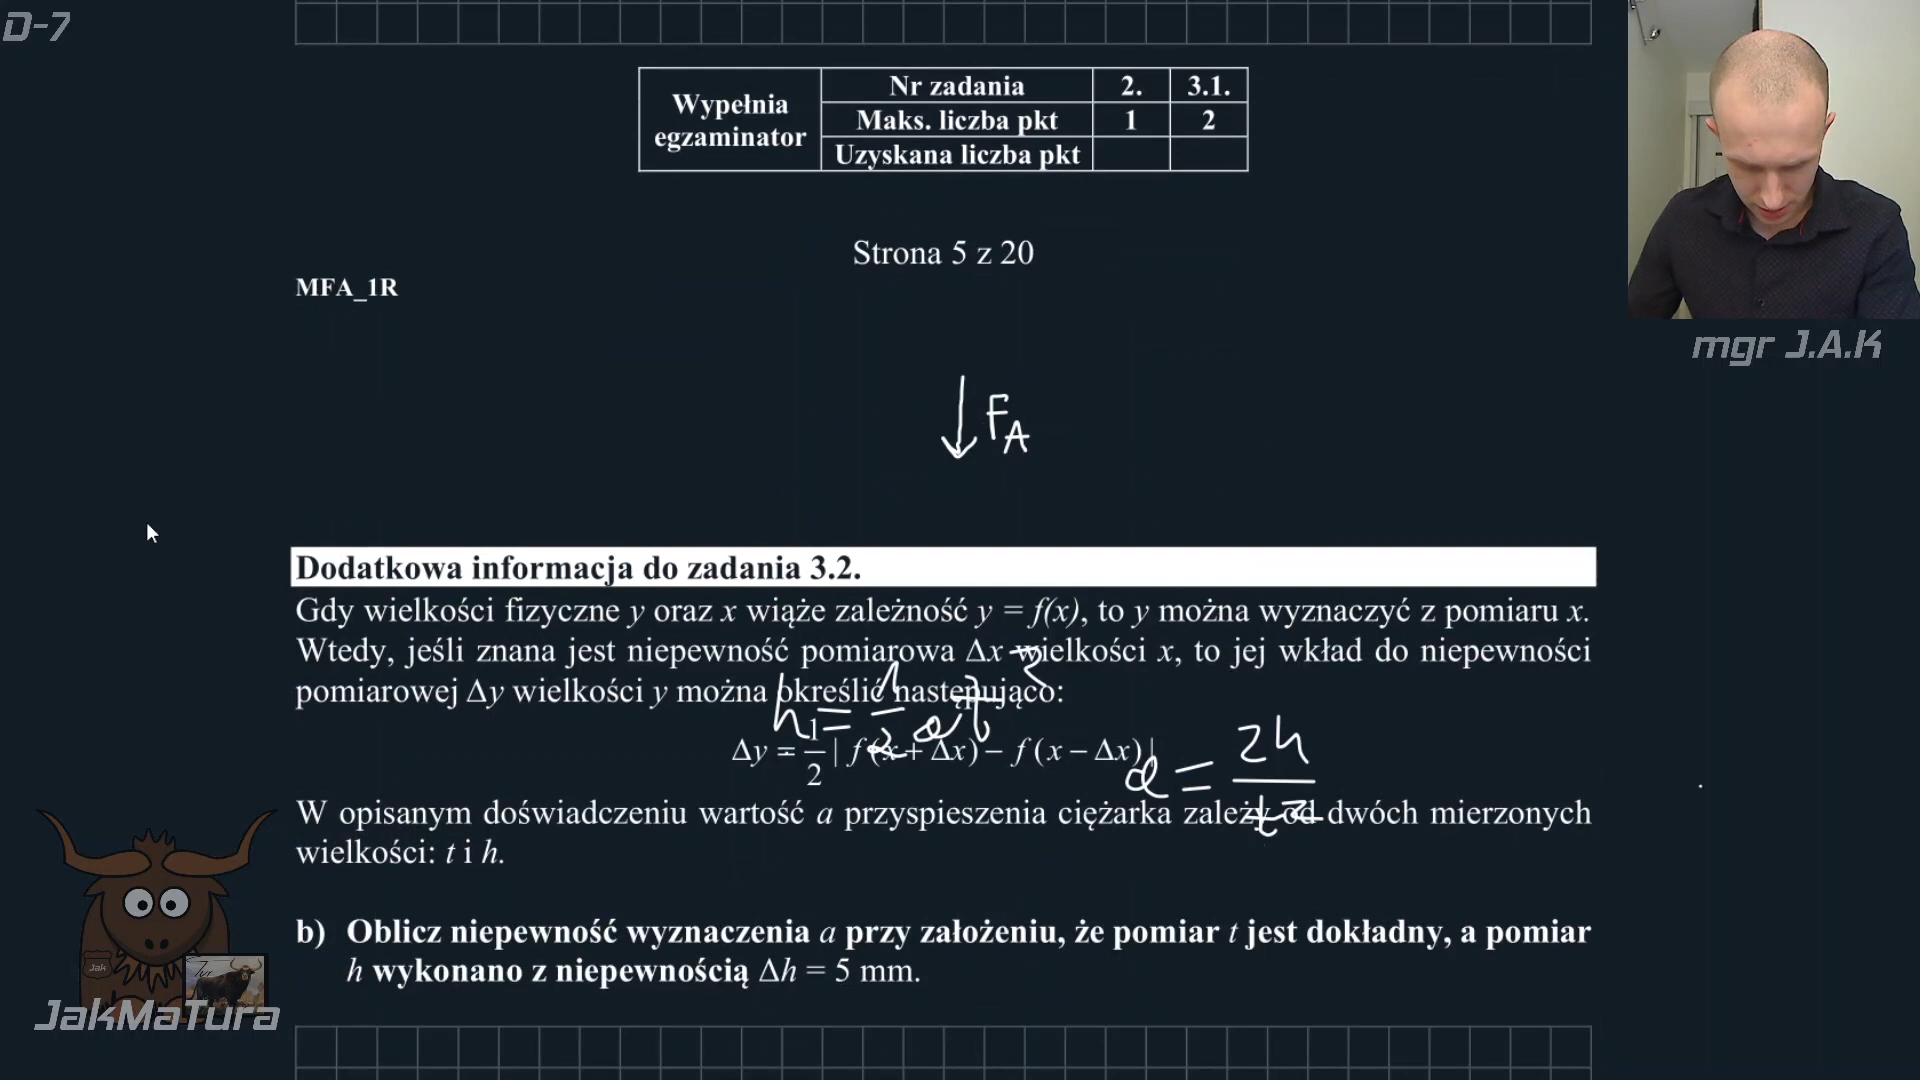 D-7
Wypełnia egzaminator
Nr zadania 2. 3.1.
Maks. liczba pkt 1 2
Uzyskana liczba pkt
Strona 5 z 20
MFA_1R
mgr J.A.K
F_A
Dodatkowa informacja do zadania 3.2.
Gdy wielkości fizyczne y oraz x wiąże zależność y = f(x), to y można wyznaczyć z pomiaru x.
Wtedy, jeśli znana jest niepewność pomiarowa Δx wielkości x, to jej wkład do niepewności
pomiarowej Δy wielkości y można określić następująco:
h = 1/2 a t^2
Δy = 1/2 | f(x + Δx) − f(x − Δx) |
a = 2h/t^2
W opisanym doświadczeniu wartość a przyspieszenia ciężarka zależy od dwóch mierzonych
wielkości: t i h.
b) Oblicz niepewność wyznaczenia a przy założeniu, że pomiar t jest dokładny, a pomiar
h wykonano z niepewnością Δh = 5 mm.
Jak
Tur
JakMaTura